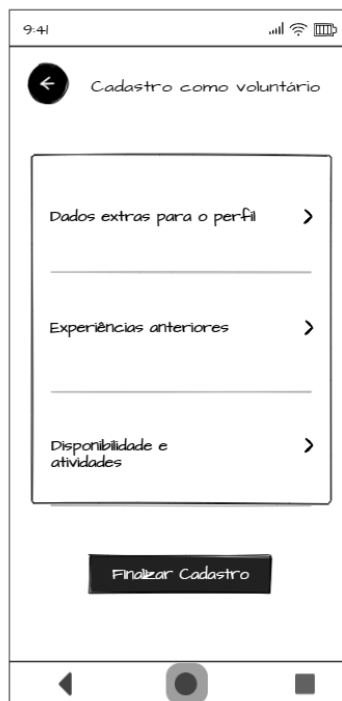 9:41
Cadastro como voluntário
Dados extras para o perfil
Experiências anteriores
Disponibilidade e
atividades
Finalizar Cadastro